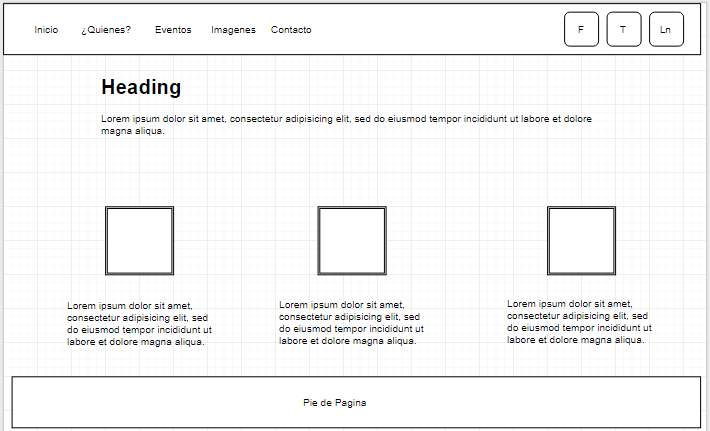 Inicio ¿Quienes? Eventos Imagenes Contacto F T Ln
Heading
Lorem ipsum dolor sit amet, consectetur adipisicing elit, sed do eiusmod tempor incididunt ut labore et dolore
magna aliqua.
Lorem ipsum dolor sit amet,
consectetur adipisicing elit, sed
do eiusmod tempor incididunt ut
labore et dolore magna aliqua.
Lorem ipsum dolor sit amet,
consectetur adipisicing elit, sed
do eiusmod tempor incididunt ut
labore et dolore magna aliqua.
Lorem ipsum dolor sit amet,
consectetur adipisicing elit, sed
do eiusmod tempor incididunt ut
labore et dolore magna aliqua.
Pie de Pagina